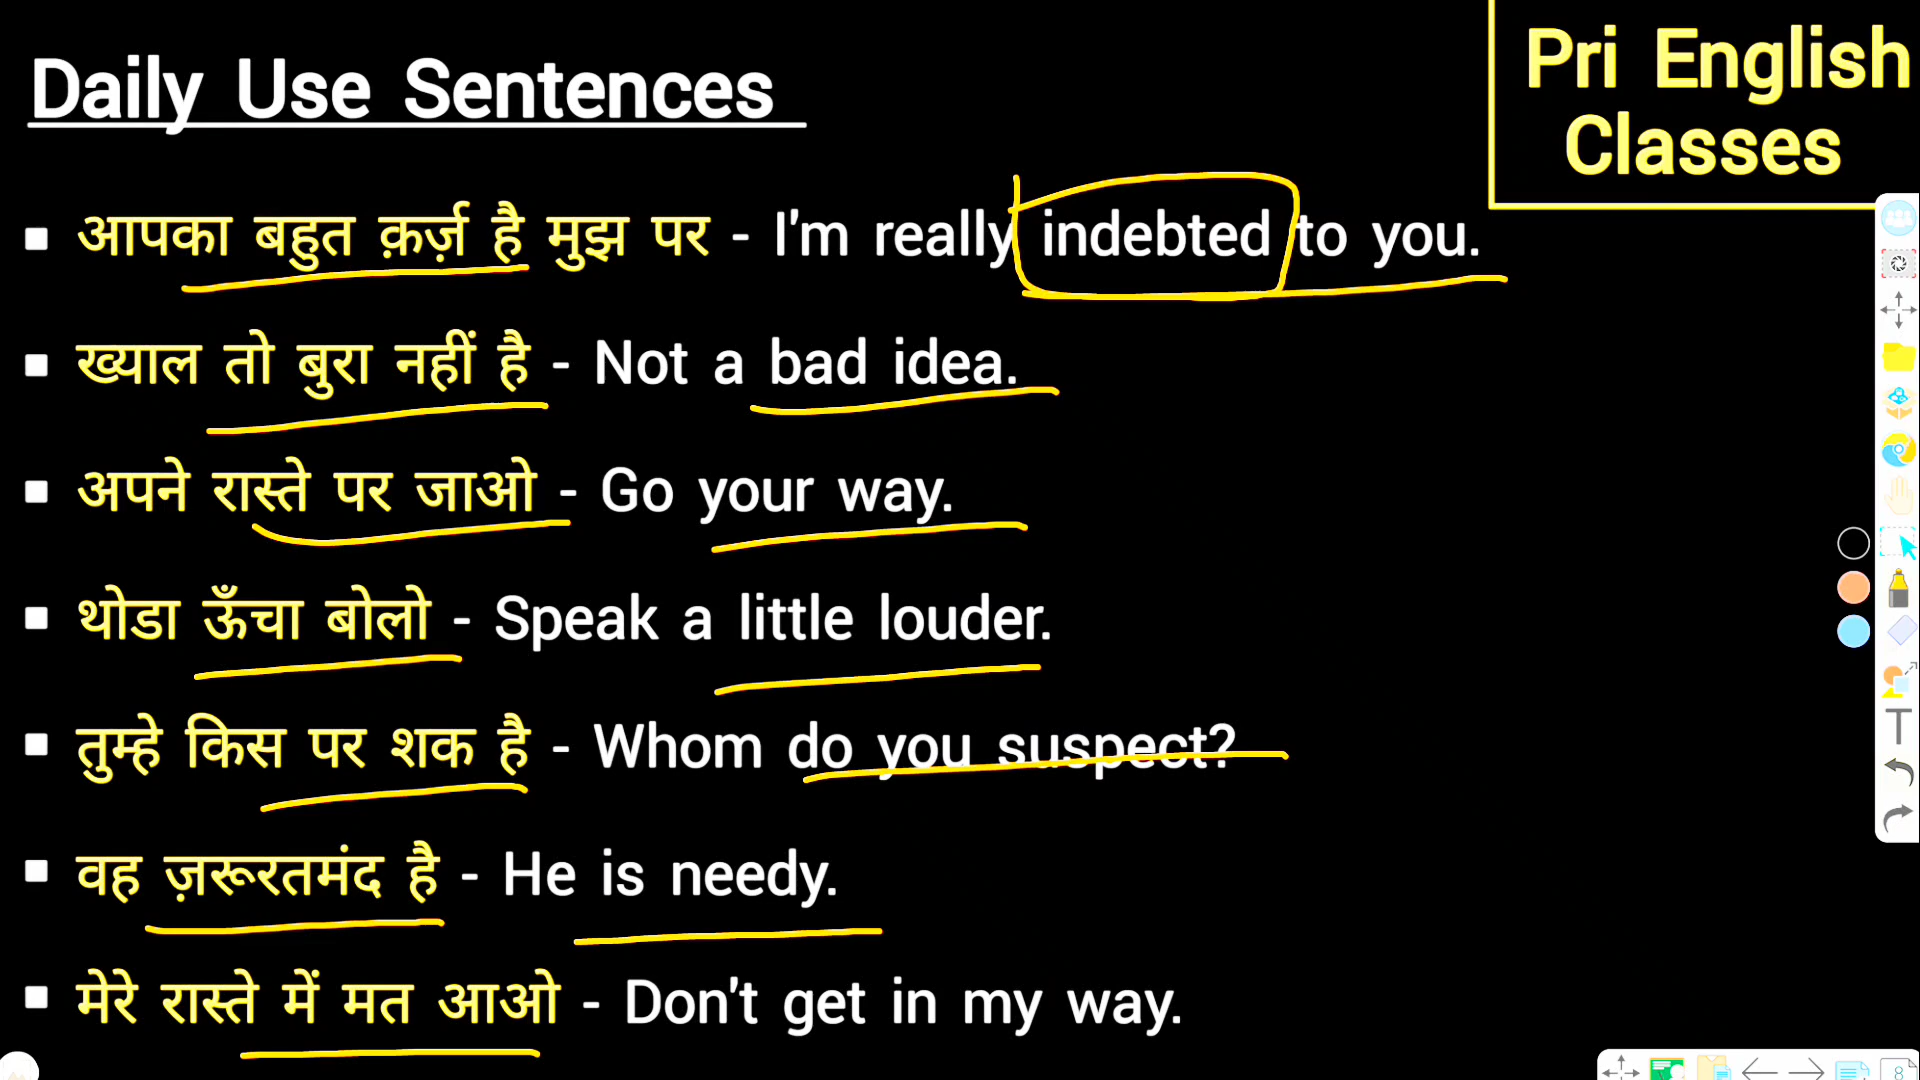 Daily Use Sentences
Pri English
Classes
▪ आपका बहुत क़र्ज़ है मुझ पर - I'm really indebted to you.
▪ ख्याल तो बुरा नहीं है - Not a bad idea.
▪ अपने रास्ते पर जाओ - Go your way.
▪ थोडा ऊँचा बोलो - Speak a little louder.
▪ तुम्हे किस पर शक है - Whom do you suspect?
▪ वह ज़रूरतमंद है - He is needy.
▪ मेरे रास्ते में मत आओ - Don't get in my way.
T
8